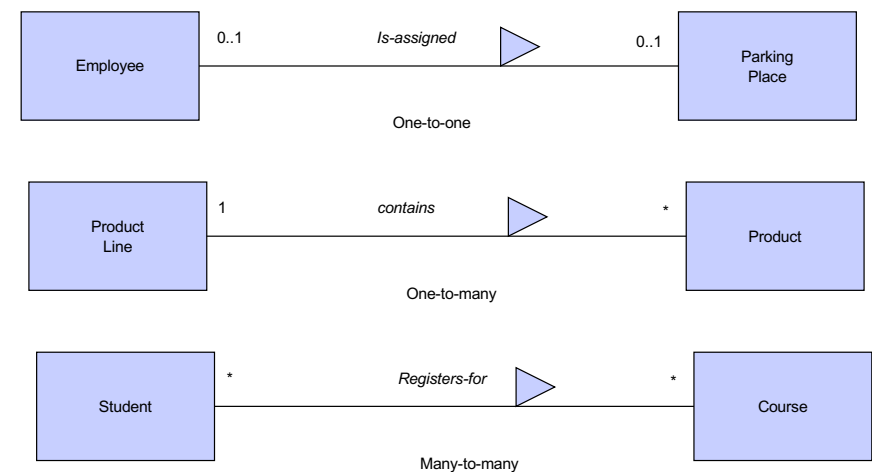 0..1
Is-assigned
0..1
Employee
Parking
Place
One-to-one
1
contains
*
Product
Line
Product
One-to-many
*
Registers-for
*
Student
Course
Many-to-many